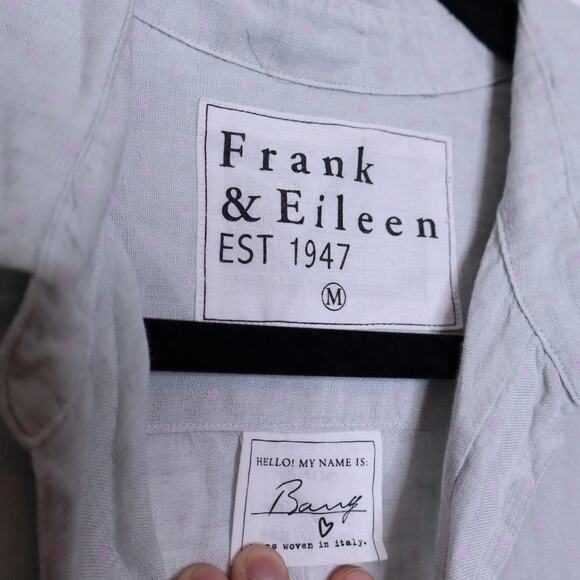 Frank
& Eileen
EST 1947
M
HELLO! MY NAME IS:
Barry
woven in italy.